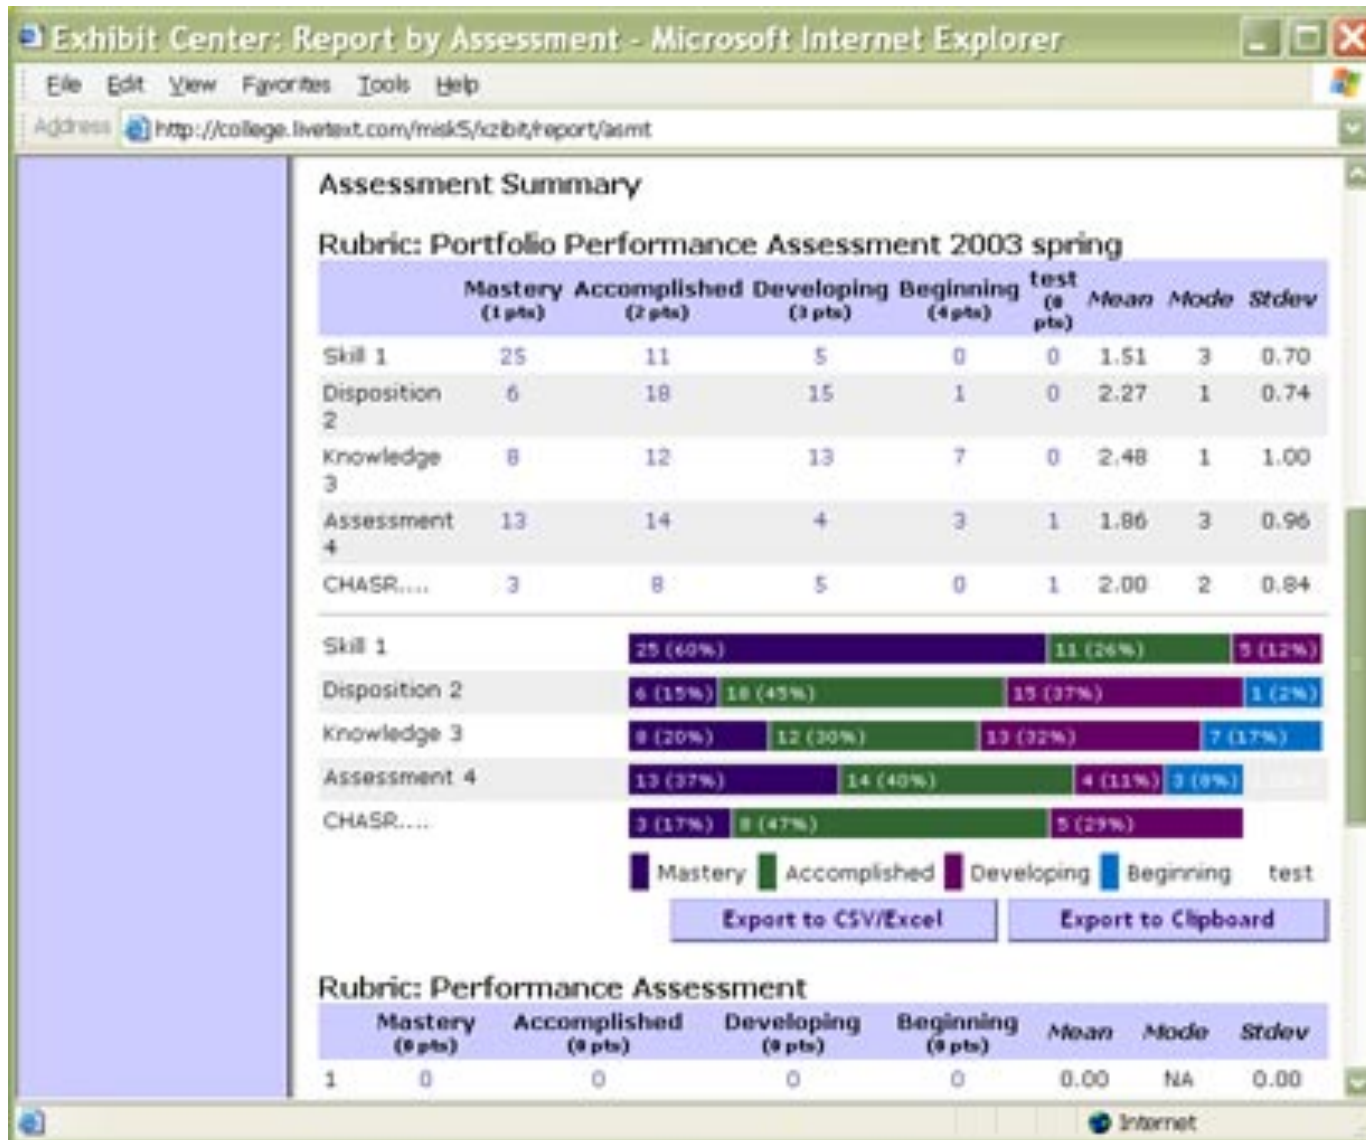 Exhibit Center: Report by Assessment - Microsoft Internet Explorer
File Edit View Favorites Tools Help
Address http://college.livetext.com/misk5/xzibit/report/asmt
Assessment Summary
Rubric: Portfolio Performance Assessment 2003 spring
Mastery (1 pts) Accomplished (2 pts) Developing (3 pts) Beginning (4 pts) test (0 pts) Mean Mode Stdev
Skill 1 25 11 5 0 0 1.51 3 0.70
Disposition 2 6 18 15 1 0 2.27 1 0.74
Knowledge 3 8 12 13 7 0 2.48 1 1.00
Assessment 4 13 14 4 3 1 1.86 3 0.96
CHASR.... 3 8 5 0 1 2.00 2 0.84
Skill 1 25 (60%) 11 (26%) 5 (12%)
Disposition 2 6 (15%) 18 (45%) 15 (37%) 1 (2%)
Knowledge 3 8 (20%) 12 (30%) 13 (32%) 7 (17%)
Assessment 4 13 (37%) 14 (40%) 4 (11%) 3 (8%)
CHASR.... 3 (17%) 8 (47%) 5 (29%)
Mastery Accomplished Developing Beginning test
Export to CSV/Excel Export to Clipboard
Rubric: Performance Assessment
Mastery (0 pts) Accomplished (0 pts) Developing (0 pts) Beginning (0 pts) Mean Mode Stdev
1 0 0 0 0 0.00 NA 0.00
Internet